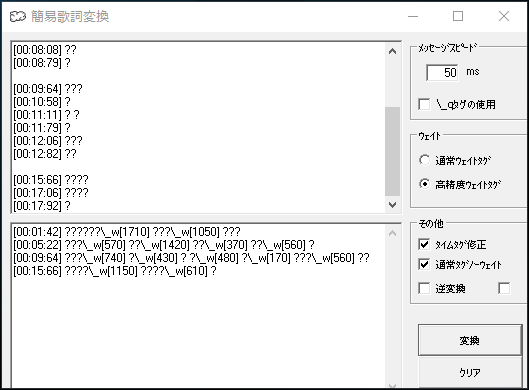 簡易歌詞変換
[00:08:08] ??
[00:08:79] ?
[00:09:64] ???
[00:10:58] ?
[00:11:11] ? ?
[00:11:79] ?
[00:12:06] ???
[00:12:82] ??
[00:15:66] ????
[00:17:06] ????
[00:17:92] ?
[00:01:42] ??????\_w[1710] ???\_w[1050] ???
[00:05:22] ???\_w[570] ??\_w[1420] ??\_w[370] ??\_w[560] ?
[00:09:64] ???\_w[740] ?\_w[430] ? ?\_w[480] ?\_w[170] ???\_w[560] ??
[00:15:66] ????\_w[1150] ????\_w[610] ?
ﾒｯｾｰｼﾞｽﾋﾟｰﾄﾞ
50 ms
\_qﾀｸﾞの使用
ｳｪｲﾄ
通常ｳｪｲﾄﾀｸﾞ
高精度ｳｪｲﾄﾀｸﾞ
その他
ﾀｲﾑﾀｸﾞ修正
通常ﾀｸﾞﾉｰｳｪｲﾄ
逆変換
変換
ｸﾘｱ